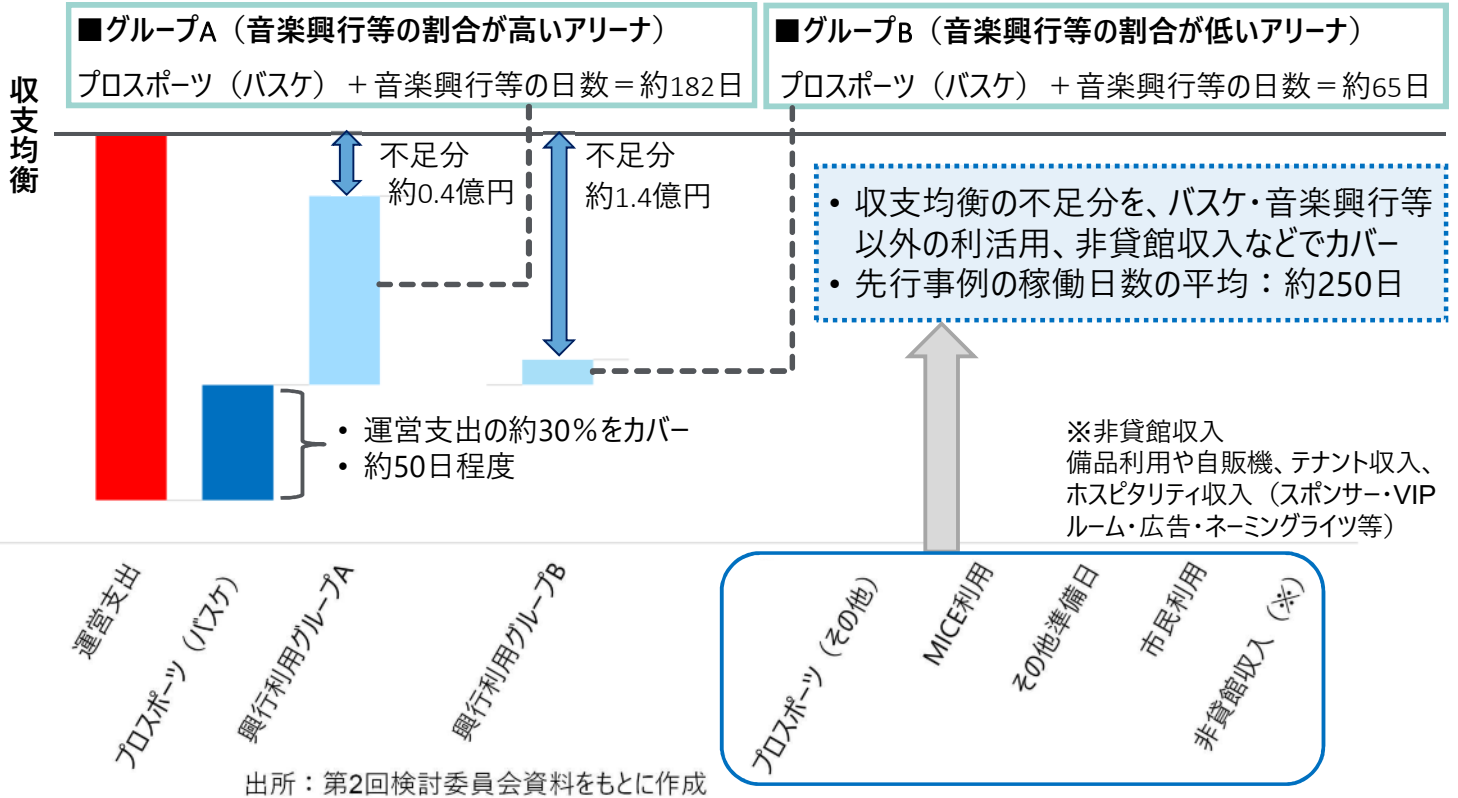 ■グループA（音楽興行等の割合が高いアリーナ）
プロスポーツ（バスケ）＋音楽興行等の日数＝約182日
■グループB（音楽興行等の割合が低いアリーナ）
プロスポーツ（バスケ）＋音楽興行等の日数＝約65日
収支均衡
不足分
約0.4億円
不足分
約1.4億円
• 収支均衡の不足分を、バスケ・音楽興行等
以外の利活用、非貸館収入などでカバー
• 先行事例の稼働日数の平均：約250日
• 運営支出の約30％をカバー
• 約50日程度
※非貸館収入
備品利用や自販機、テナント収入、
ホスピタリティ収入（スポンサー・VIP
ルーム・広告・ネーミングライツ等）
運営支出
プロスポーツ（バスケ）
興行利用グループA
興行利用グループB
プロスポーツ（その他）
MICE利用
その他準備日
市民利用
非貸館収入（※）
出所：第2回検討委員会資料をもとに作成